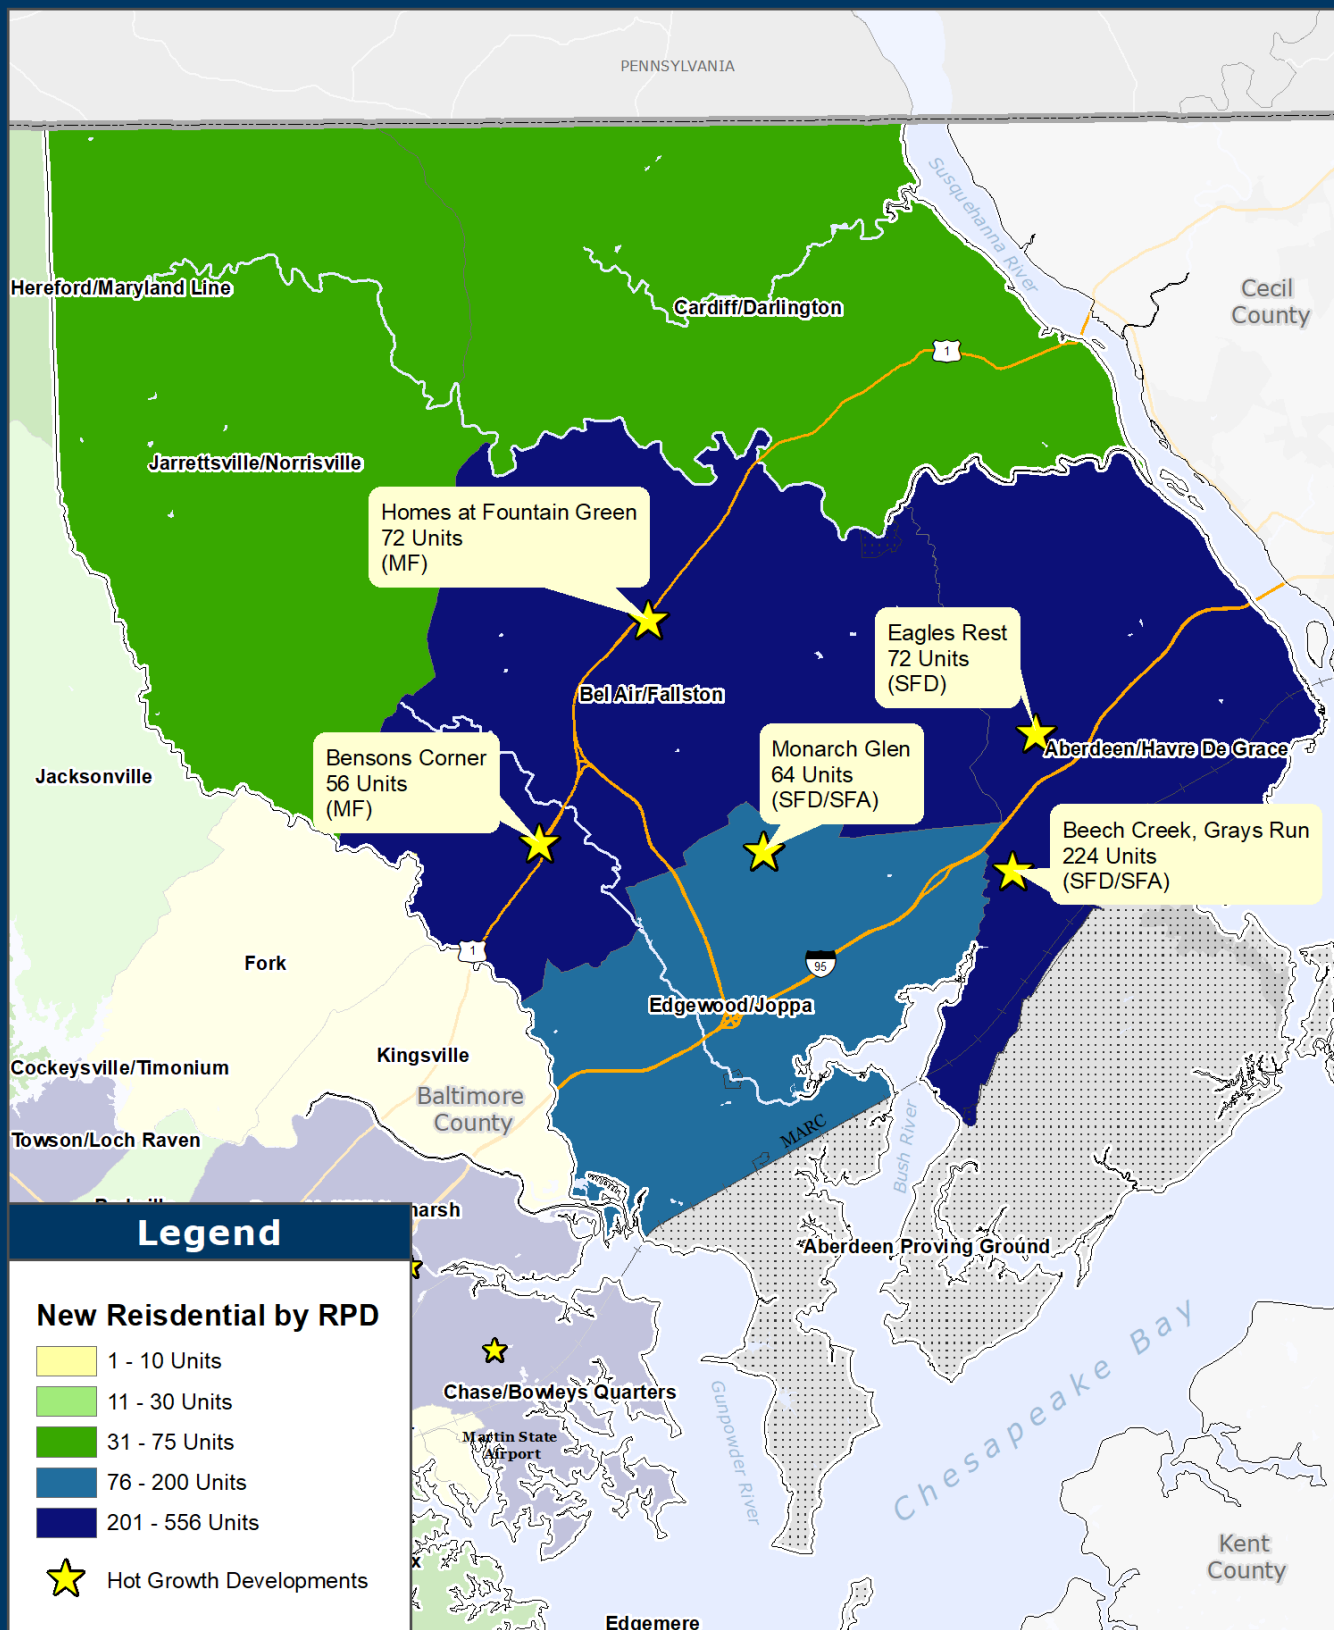 PENNSYLVANIA
Susquehanna River
Cecil
County
Hereford/Maryland Line
Cardiff/Darlington
1
Jarrettsville/Norrisville
Homes at Fountain Green
72 Units
(MF)
Eagles Rest
72 Units
(SFD)
Bel Air/Fallston
Aberdeen/Havre De Grace
Monarch Glen
64 Units
(SFD/SFA)
Bensons Corner
56 Units
(MF)
Jacksonville
Beech Creek, Grays Run
224 Units
(SFD/SFA)
1
Fork
95
Edgewood/Joppa
Kingsville
Cockeysville/Timonium
Baltimore
County
Towson/Loch Raven
MARC
Bush River
marsh
Aberdeen Proving Ground
Chesapeake Bay
Gunpowder River
Chase/Bowleys Quarters
Martin State
Airport
Kent
County
x
Edgemere
Legend
New Reisdential by RPD
1 - 10 Units
11 - 30 Units
31 - 75 Units
76 - 200 Units
201 - 556 Units
Hot Growth Developments